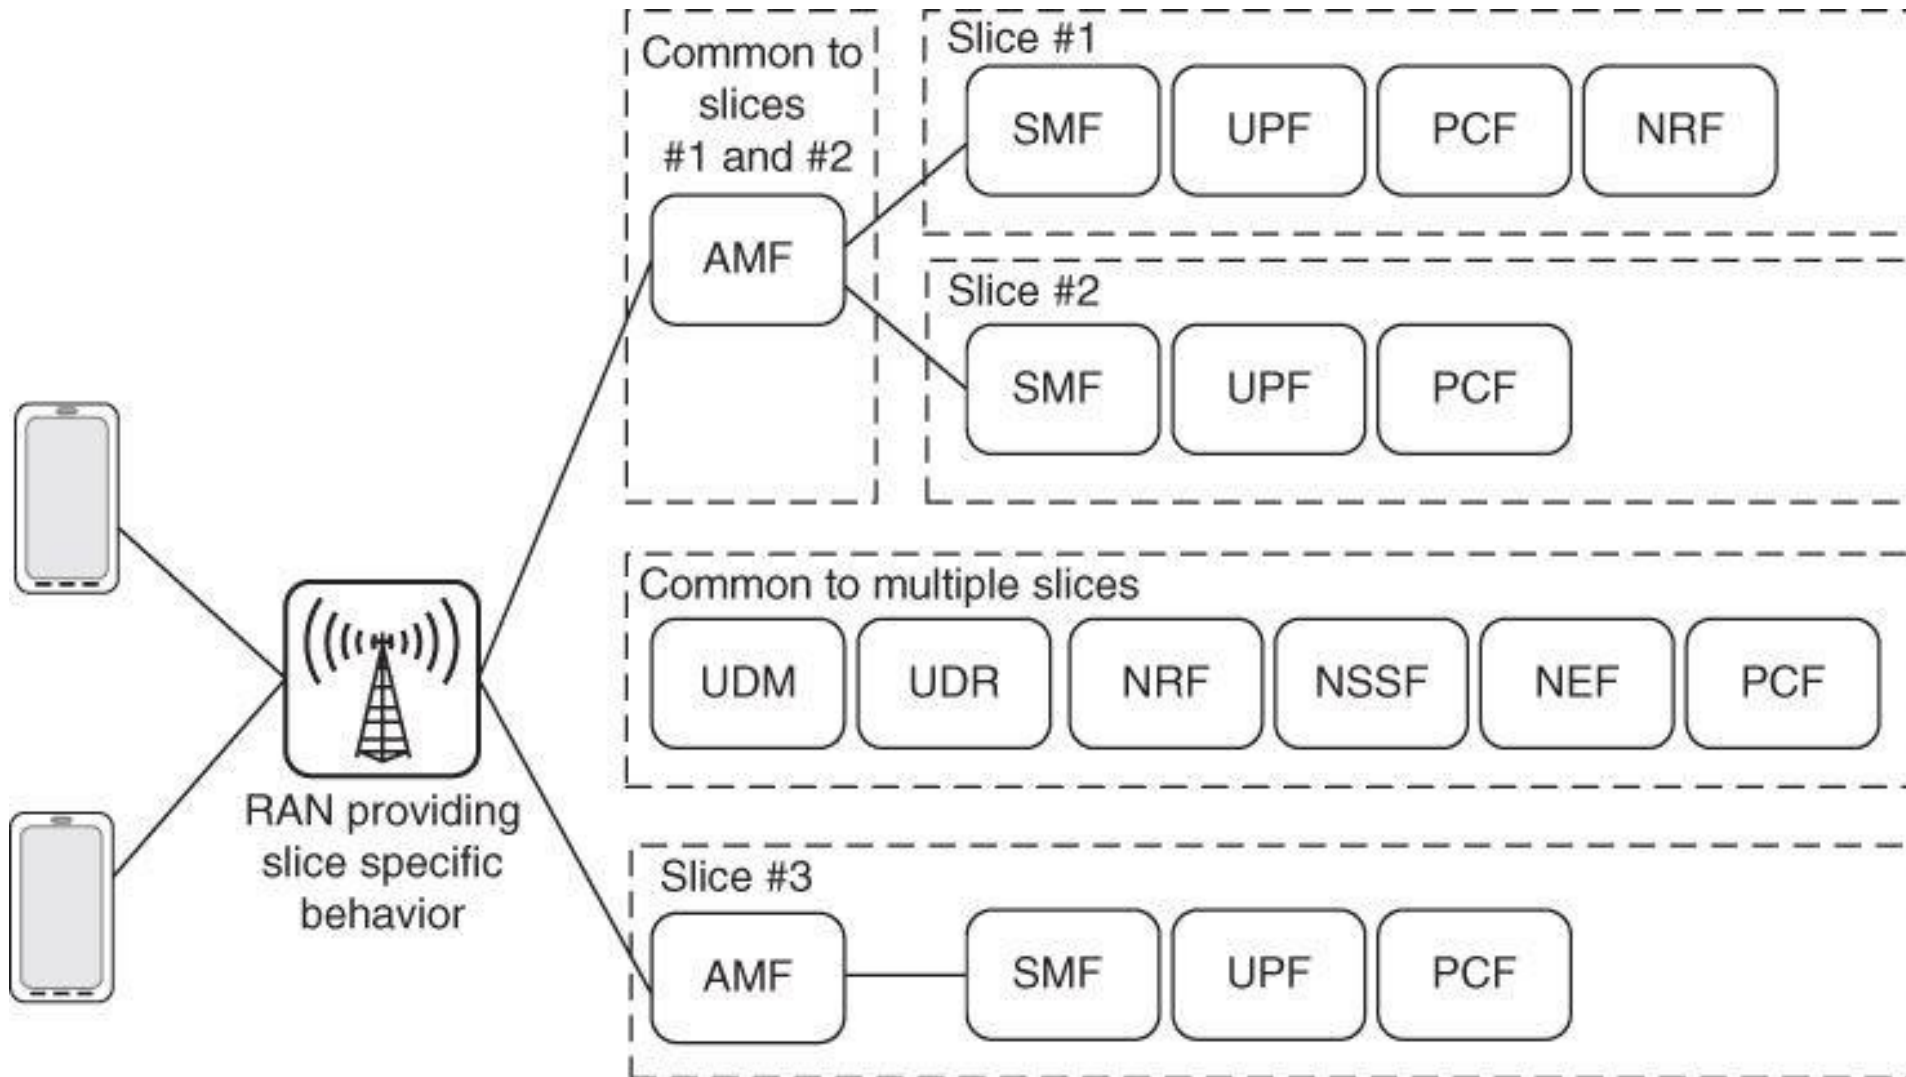 Common to
slices
#1 and #2
AMF
Slice #1
SMF UPF PCF NRF
Slice #2
SMF UPF PCF
Common to multiple slices
UDM UDR NRF NSSF NEF PCF
RAN providing
slice specific
behavior
Slice #3
AMF SMF UPF PCF